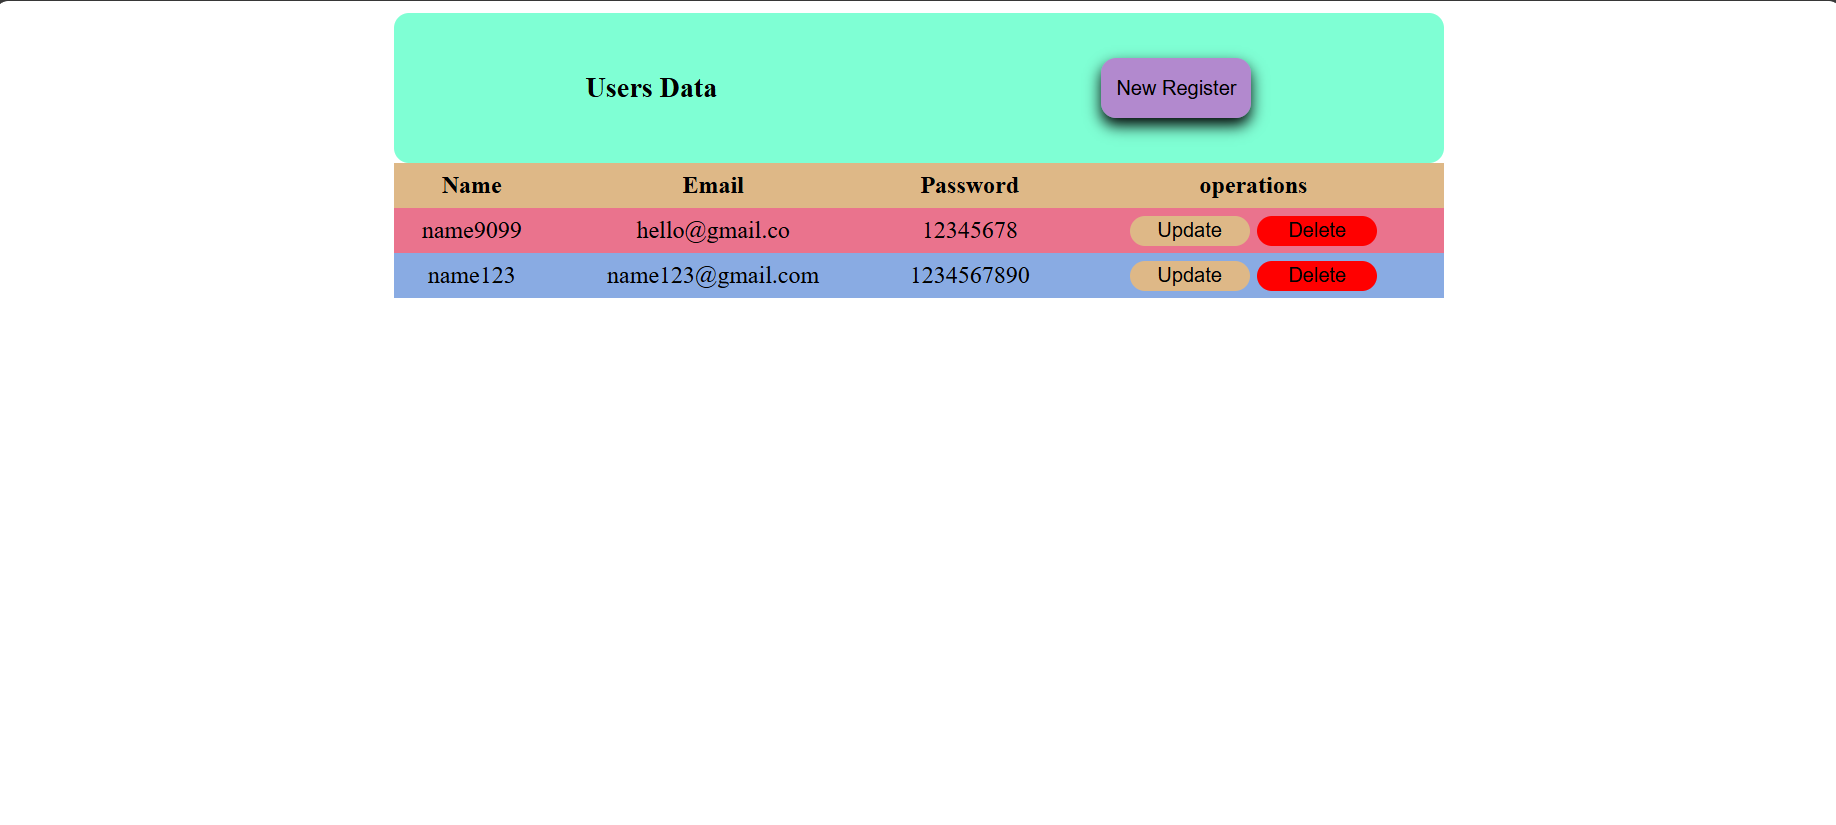 Users Data New Register
Name Email Password operations
name9099 hello@gmail.co 12345678 Update Delete
name123 name123@gmail.com 1234567890 Update Delete